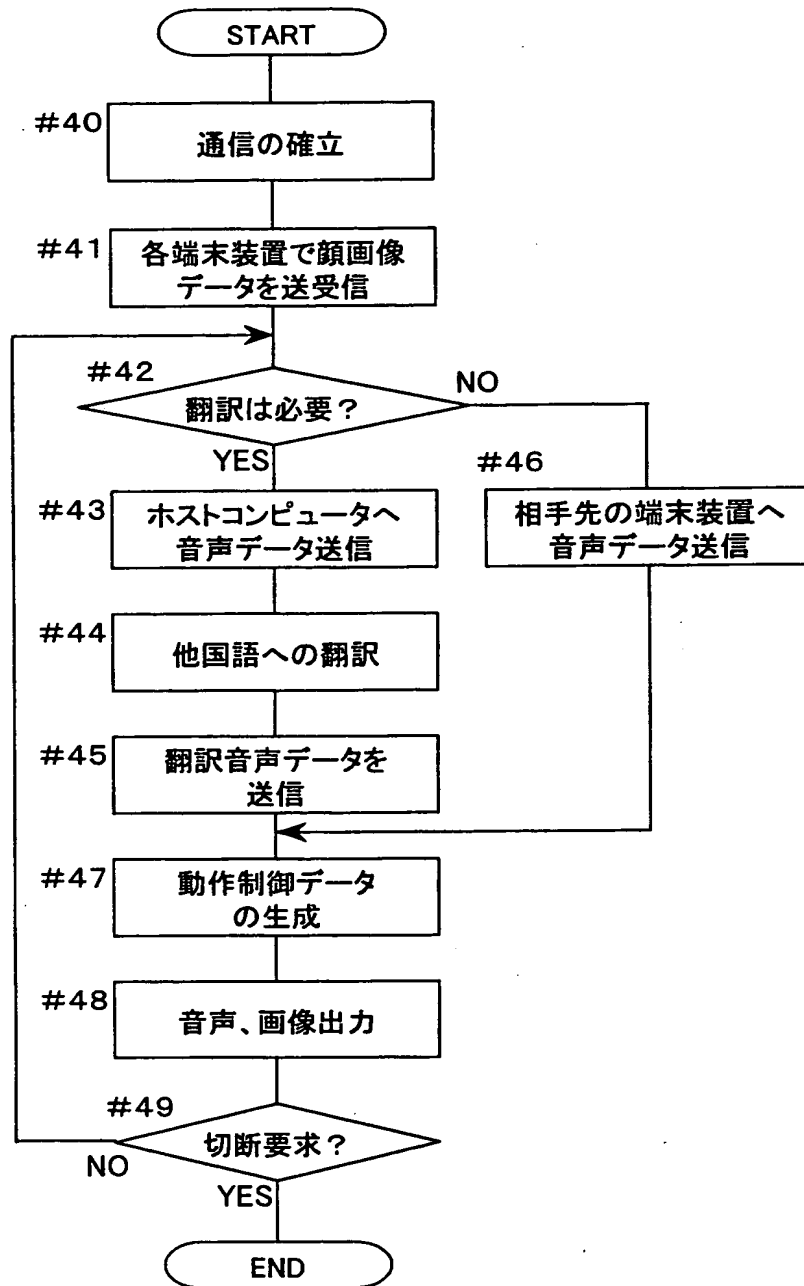 START
#40
通信の確立
#41
各端末装置で顔画像
データを送受信
#42
翻訳は必要?
NO
YES
#43
ホストコンピュータへ
音声データ送信
#46
相手先の端末装置へ
音声データ送信
#44
他国語への翻訳
#45
翻訳音声データを
送信
#47
動作制御データ
の生成
#48
音声、画像出力
#49
切断要求?
NO
YES
END